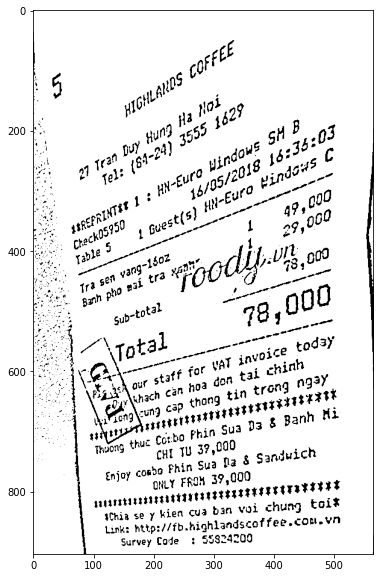 5
HIGHLANDS COFFEE
27 Tran Duy Hung Ha Noi
Tel: (84-24) 3555 1629
**REPRINT** 1 : HN-Euro Windows SM B
Check05950 16/05/2018 16:36:03
Table 5 1 Guest(s) HN-Euro Windows C
Tra sen vang-16oz 1 49,000
Banh pho mai tra xanh 1 29,000
foody.vn
Sub-total 78,000
Total 78,000
our staff for VAT invoice today
khach can hoa don tai chinh
long cung cap thong tin trong ngay
Thuong thuc Combo Phin Sua Da & Banh Mi
CHI TU 39,000
Enjoy combo Phin Sua Da & Sandwich
ONLY FROM 39,000
*Chia se y kien cua ban voi chung toi*
Link: http://fb.highlandscoffee.com.vn
Survey Code : 55824200
0
200
400
600
800
0 100 200 300 400 500